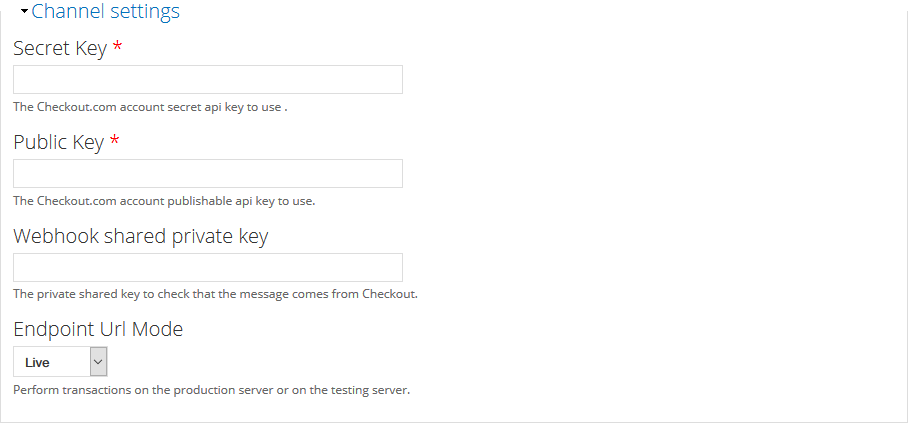 Channel settings
Secret Key *
The Checkout.com account secret api key to use .
Public Key *
The Checkout.com account publishable api key to use.
Webhook shared private key
The private shared key to check that the message comes from Checkout.
Endpoint Url Mode
Live
Perform transactions on the production server or on the testing server.